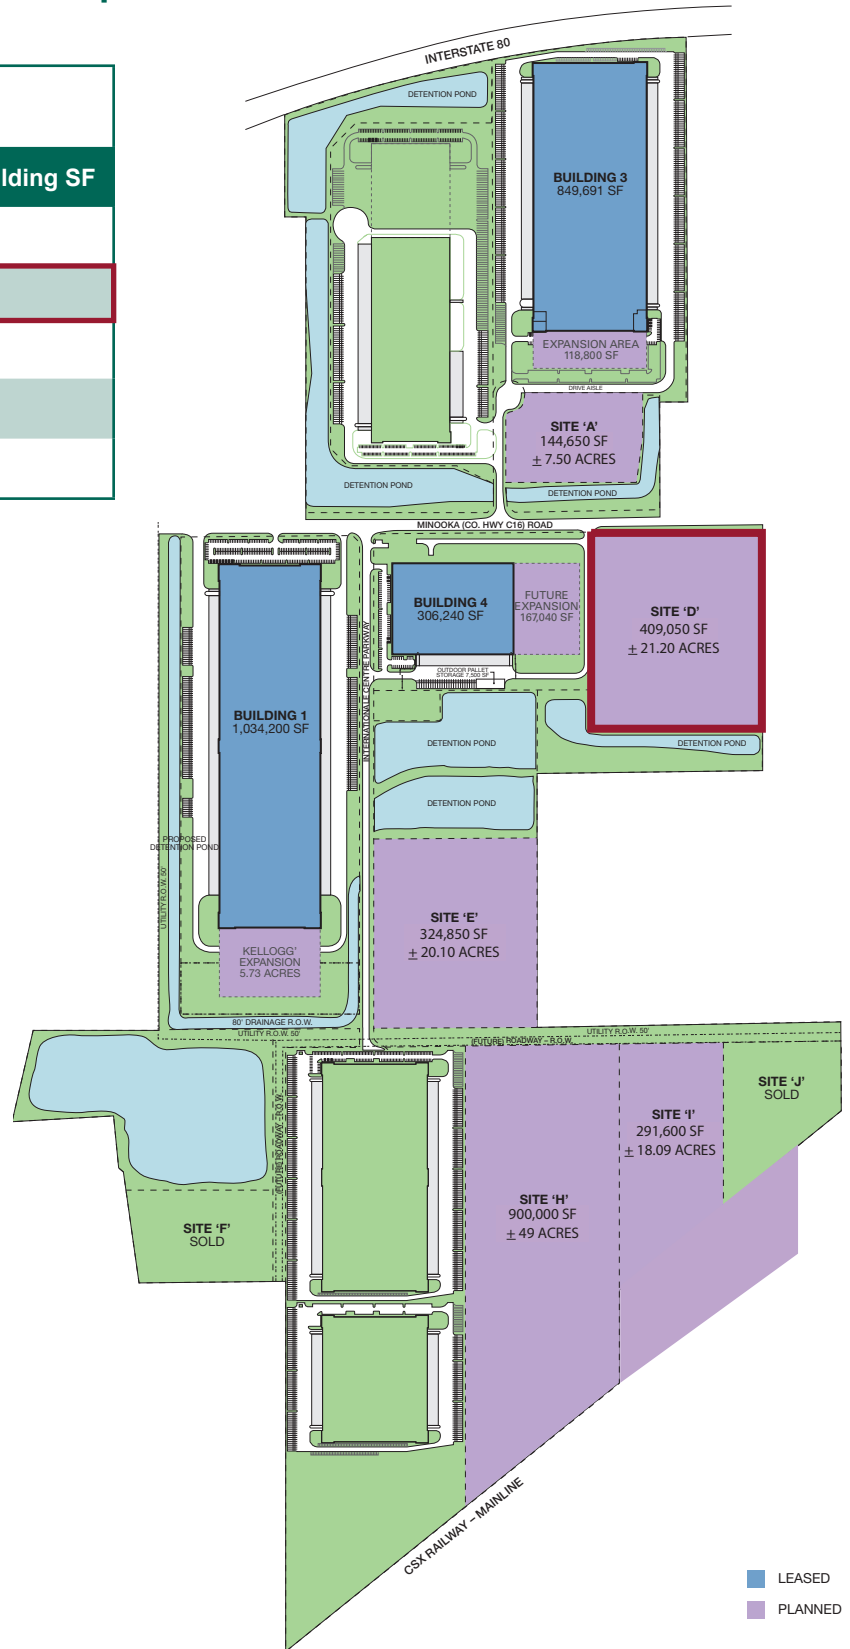 INTERSTATE 80
DETENTION POND
lding SF
BUILDING 3
849,691 SF
EXPANSION AREA
118,800 SF
DRIVE AISLE
SITE ‘A’
144,650 SF
± 7.50 ACRES
DETENTION POND
DETENTION POND
MINOOKA (CO. HWY C16) ROAD
BUILDING 4
306,240 SF
FUTURE
EXPANSION
167,040 SF
SITE ‘D’
409,050 SF
± 21.20 ACRES
OUTDOOR PALLET
STORAGE 7,500 SF
INTERNATIONALE CENTRE PARKWAY
BUILDING 1
1,034,200 SF
DETENTION POND
DETENTION POND
DETENTION POND
PROPOSED
DETENTION POND
UTILITY R.O.W. 50'
SITE ‘E’
324,850 SF
± 20.10 ACRES
KELLOGG’
EXPANSION
5.73 ACRES
80' DRAINAGE R.O.W.
UTILITY R.O.W. 50'
UTILITY R.O.W. 50'
(FUTURE) ROADWAY – R.O.W.
(FUTURE) ROADWAY – R.O.W.
SITE ‘J’
SOLD
SITE ‘I’
291,600 SF
± 18.09 ACRES
SITE ‘H’
900,000 SF
± 49 ACRES
SITE ‘F’
SOLD
CSX RAILWAY – MAINLINE
LEASED
PLANNED